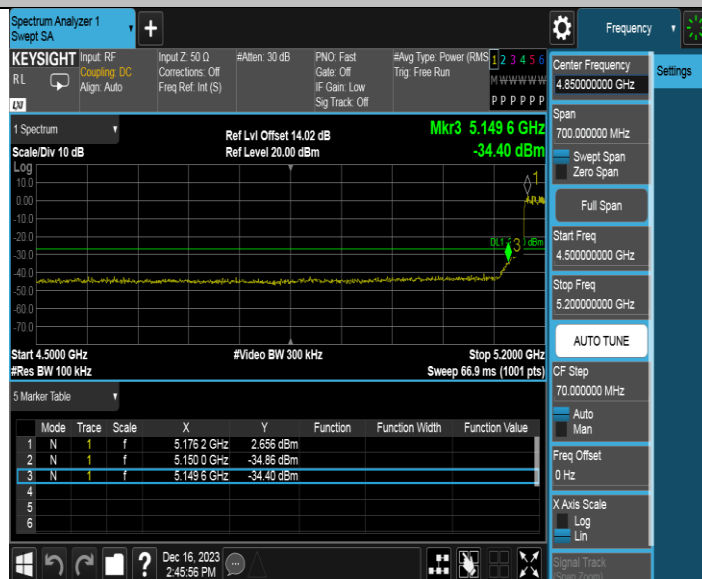 Spectrum Analyzer 1
Swept SA
+
Frequency
KEYSIGHT
RL
LXI
Input: RF
Coupling: DC
Align: Auto
Input Z: 50 Ω
Corrections: Off
Freq Ref: Int (S)
#Atten: 30 dB
PNO: Fast
Gate: Off
IF Gain: Low
Sig Track: Off
#Avg Type: Power (RMS
Trig: Free Run
1 2 3 4 5 6
M W W W W W
P P P P P P
1 Spectrum
Scale/Div 10 dB
Ref Lvl Offset 14.02 dB
Ref Level 20.00 dBm
Mkr3 5.149 6 GHz
-34.40 dBm
Log
10.0
0.00
-10.0
-20.0
-30.0
-40.0
-50.0
-60.0
-70.0
1
DL1
dBm
3
Start 4.5000 GHz
#Res BW 100 kHz
#Video BW 300 kHz
Stop 5.2000 GHz
Sweep 66.9 ms (1001 pts)
5 Marker Table
Mode Trace Scale X Y Function Function Width Function Value
1 N 1 f 5.176 2 GHz 2.656 dBm
2 N 1 f 5.150 0 GHz -34.86 dBm
3 N 1 f 5.149 6 GHz -34.40 dBm
4
5
6
?
Dec 16, 2023
2:45:56 PM
Center Frequency
4.850000000 GHz
Settings
Span
700.000000 MHz
Swept Span
Zero Span
Full Span
Start Freq
4.500000000 GHz
Stop Freq
5.200000000 GHz
AUTO TUNE
CF Step
70.000000 MHz
Auto
Man
Freq Offset
0 Hz
X Axis Scale
Log
Lin
Signal Track
(Span Zoom)